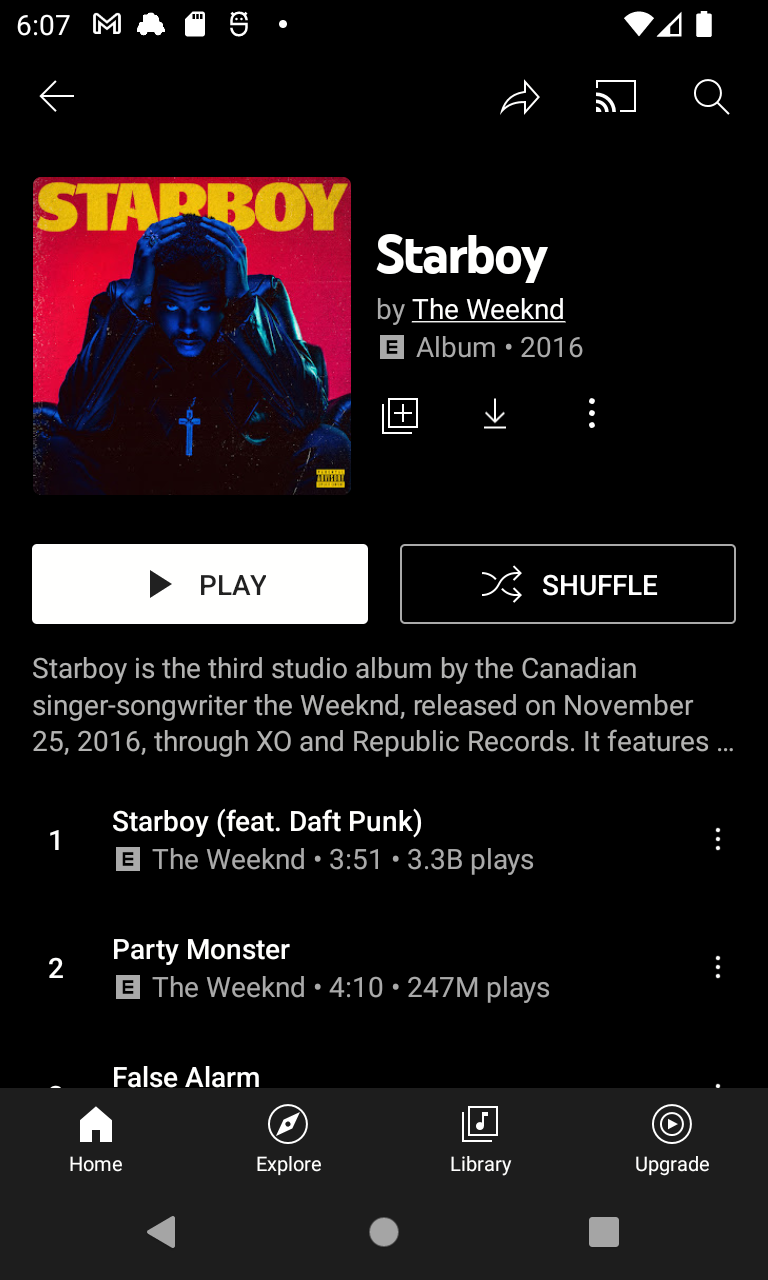 6:07
STARBOY
Starboy
by The Weeknd
E Album • 2016
PLAY
SHUFFLE
Starboy is the third studio album by the Canadian
singer-songwriter the Weeknd, released on November
25, 2016, through XO and Republic Records. It features ...
1
Starboy (feat. Daft Punk)
E The Weeknd • 3:51 • 3.3B plays
2
Party Monster
E The Weeknd • 4:10 • 247M plays
False Alarm
Home
Explore
Library
Upgrade